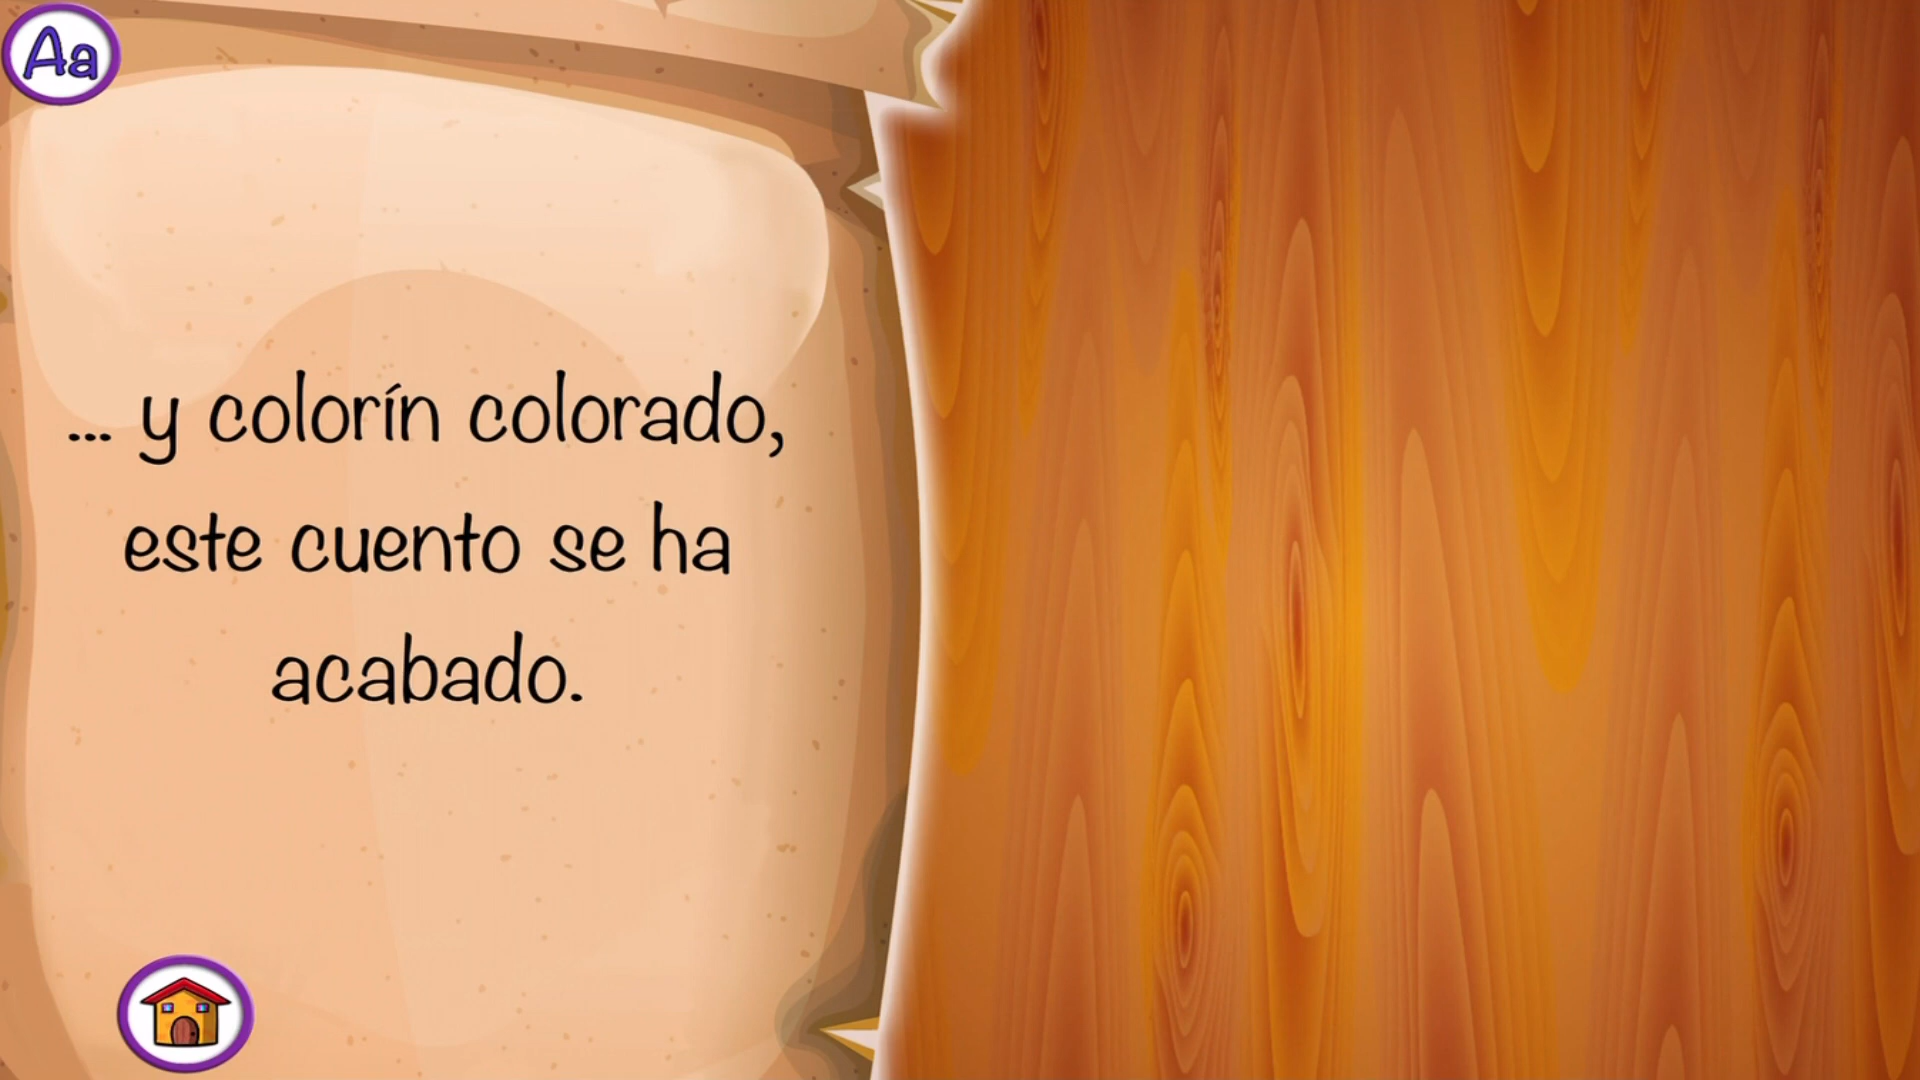 Aa
... y colorín colorado,
este cuento se ha
acabado.